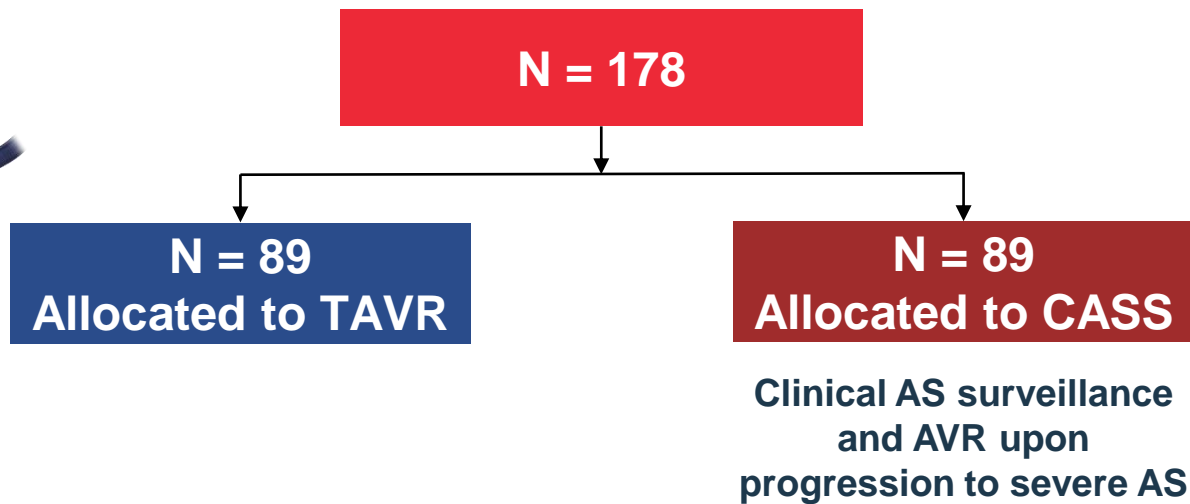 N = 178
N = 89
Allocated to TAVR
N = 89
Allocated to CASS
Clinical AS surveillance
and AVR upon
progression to severe AS